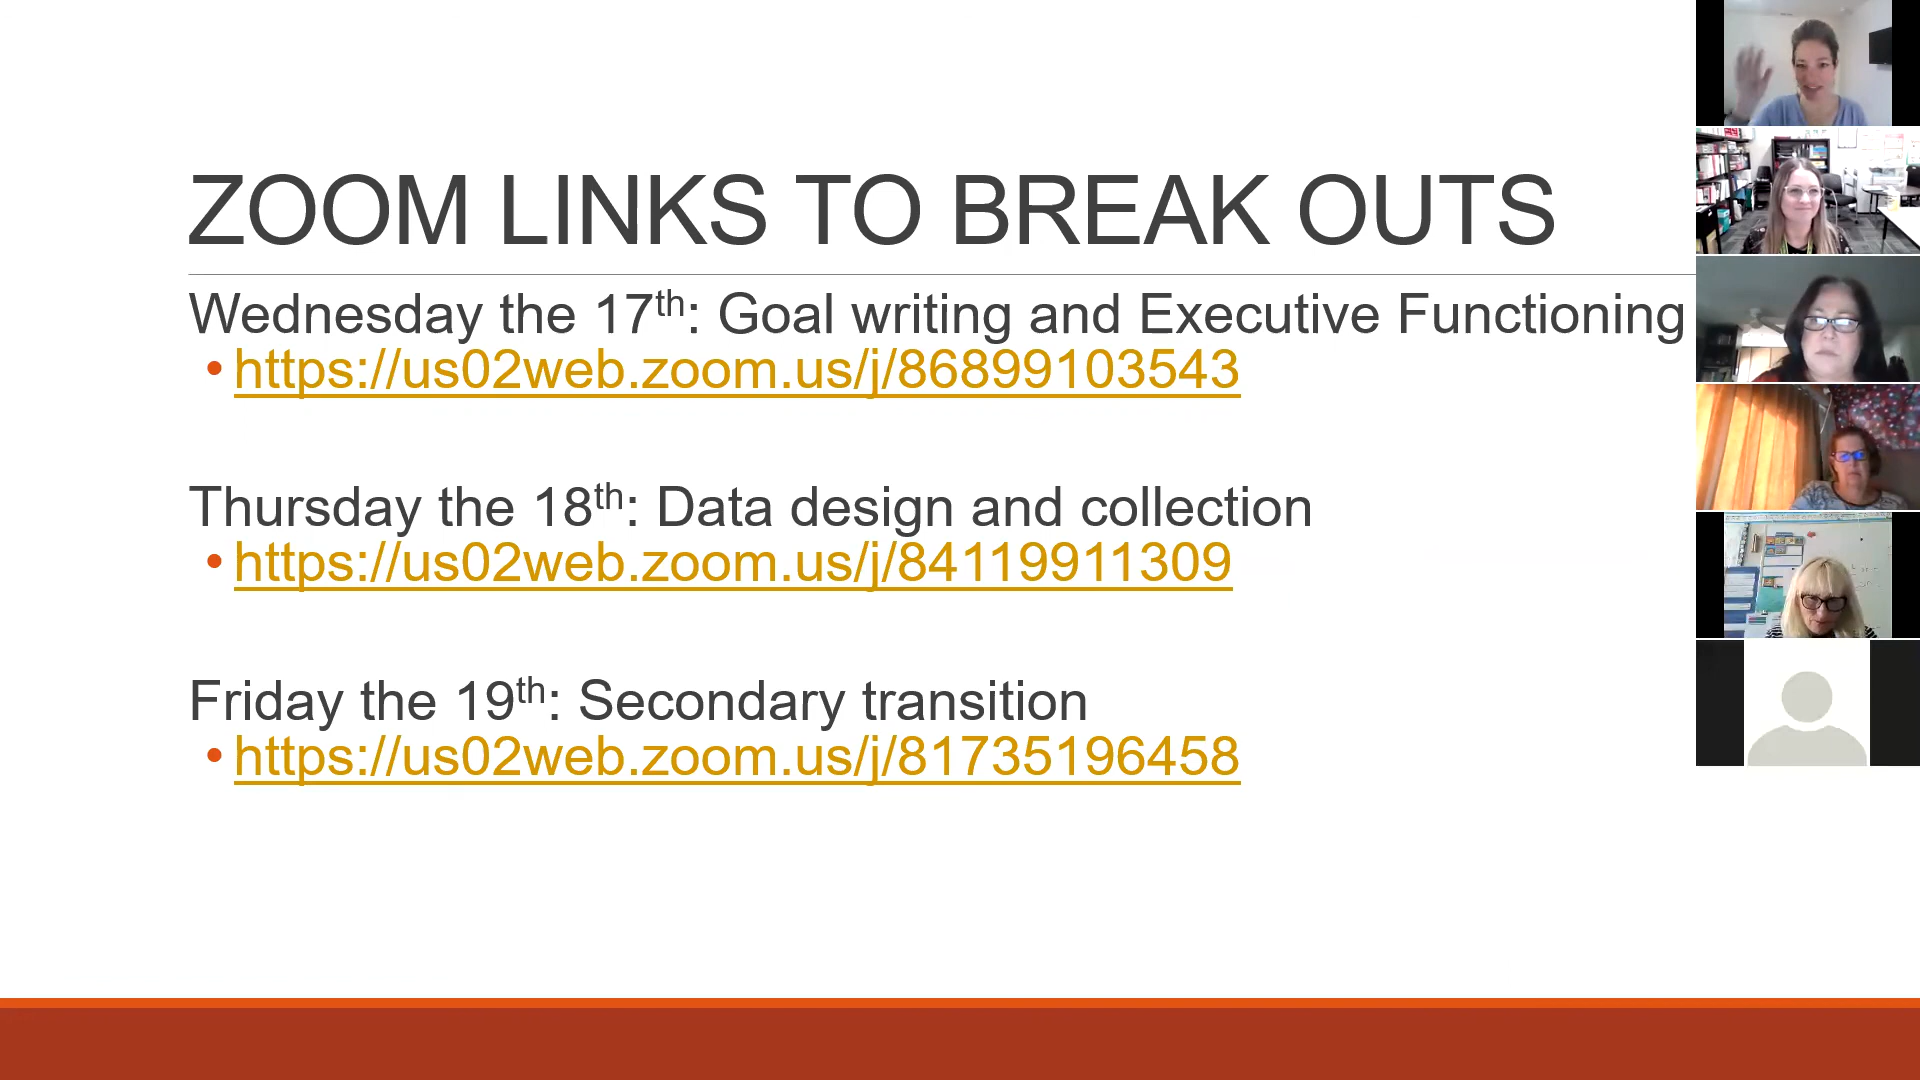 ZOOM LINKS TO BREAK OUTS
Wednesday the 17th: Goal writing and Executive Functioning
• https://us02web.zoom.us/j/86899103543
Thursday the 18th: Data design and collection
• https://us02web.zoom.us/j/84119911309
Friday the 19th: Secondary transition
• https://us02web.zoom.us/j/81735196458